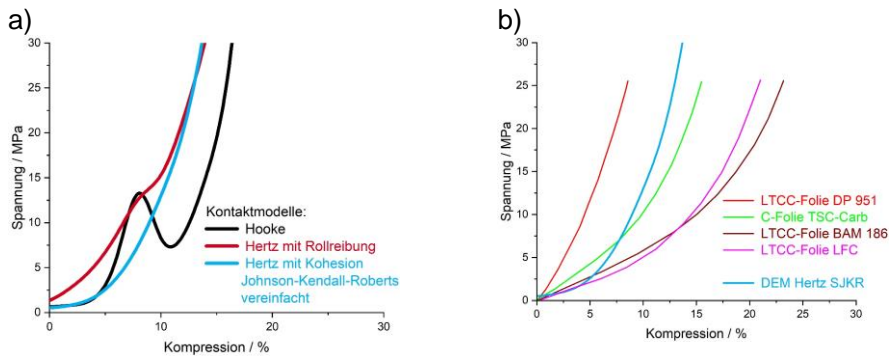 a)
30
25
20
15
10
5
0
Spannung / MPa
Kontaktmodelle:
Hooke
Hertz mit Rollreibung
Hertz mit Kohesion
Johnson-Kendall-Roberts
vereinfacht
0
10
20
30
Kompression / %
b)
30
25
20
15
10
5
0
Spannung / MPa
LTCC-Folie DP 951
C-Folie TSC-Carb
LTCC-Folie BAM 186
LTCC-Folie LFC
DEM Hertz SJKR
0
5
10
15
20
25
30
Kompression / %